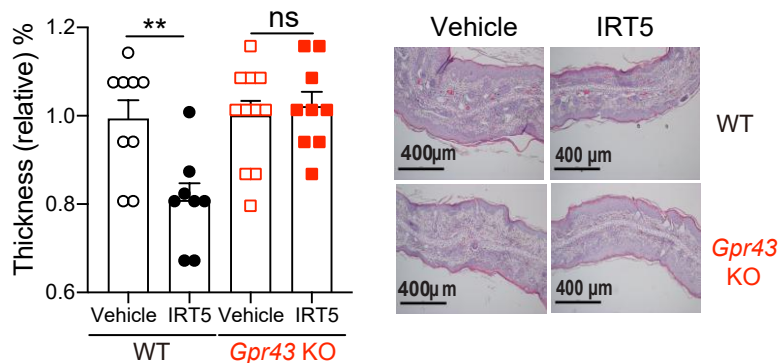 Thickness (relative) %
1.2
1.0
0.8
0.6
**
ns
Vehicle IRT5 Vehicle IRT5
WT Gpr43 KO
Vehicle IRT5
400µm 400 µm
WT
400µm 400 µm
Gpr43
KO